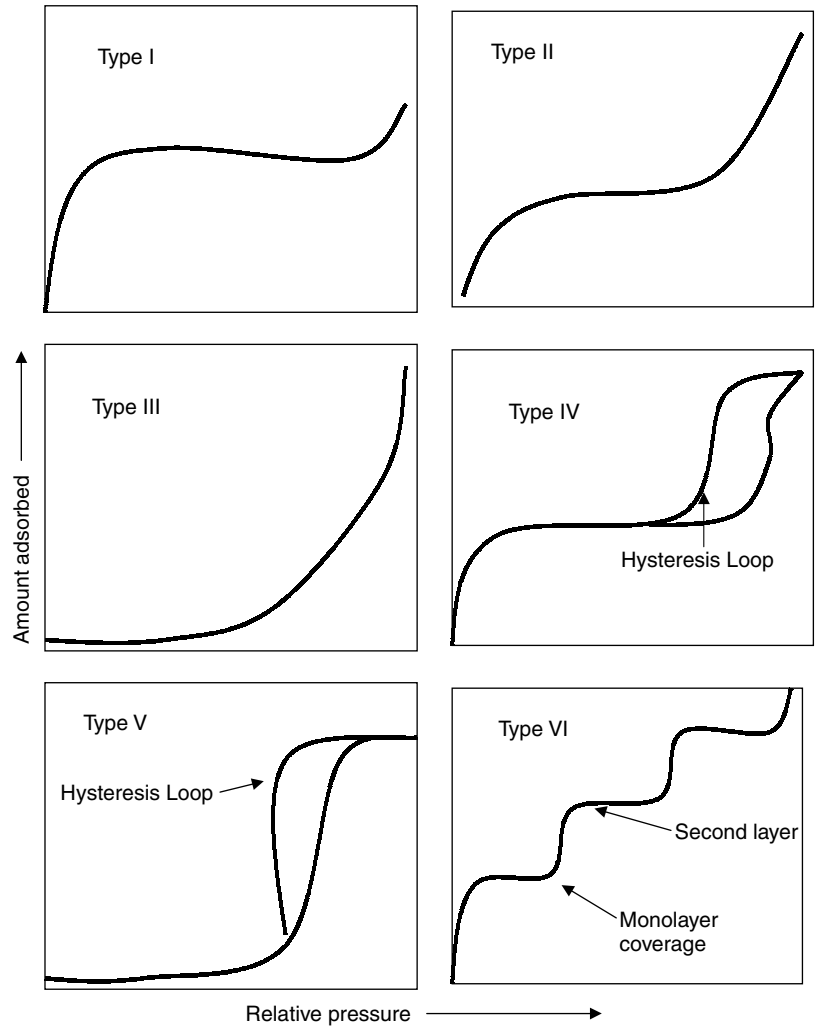 Type I
Type II
Type III
Type IV
Hysteresis Loop
Amount adsorbed
Type V
Hysteresis Loop
Type VI
Second layer
Monolayer
coverage
Relative pressure